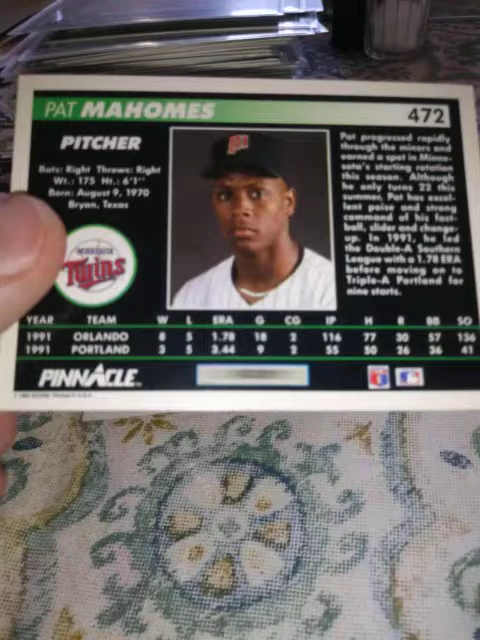 PAT MAHOMES
472
PITCHER
Bats: Right Throws: Right
Wt.: 175 Ht.: 6'1"
Born: August 9, 1970
Bryan, Texas
MINNESOTA
Twins
Pat progressed rapidly
through the minors and
earned a spot in Minne-
sota's starting rotation
this season. Although
he only turns 22 this
summer, Pat has excel-
lent poise and strong
command of his fast-
ball, slider and change-
up. In 1991, he led
the Double-A Southern
League with a 1.78 ERA
before moving on to
Triple-A Portland for
nine starts.
YEAR TEAM W L ERA G CG IP H R BB SO
1991 ORLANDO 8 5 1.78 18 2 116 77 30 57 136
1991 PORTLAND 3 5 3.44 9 2 55 50 26 36 41
PINNACLE